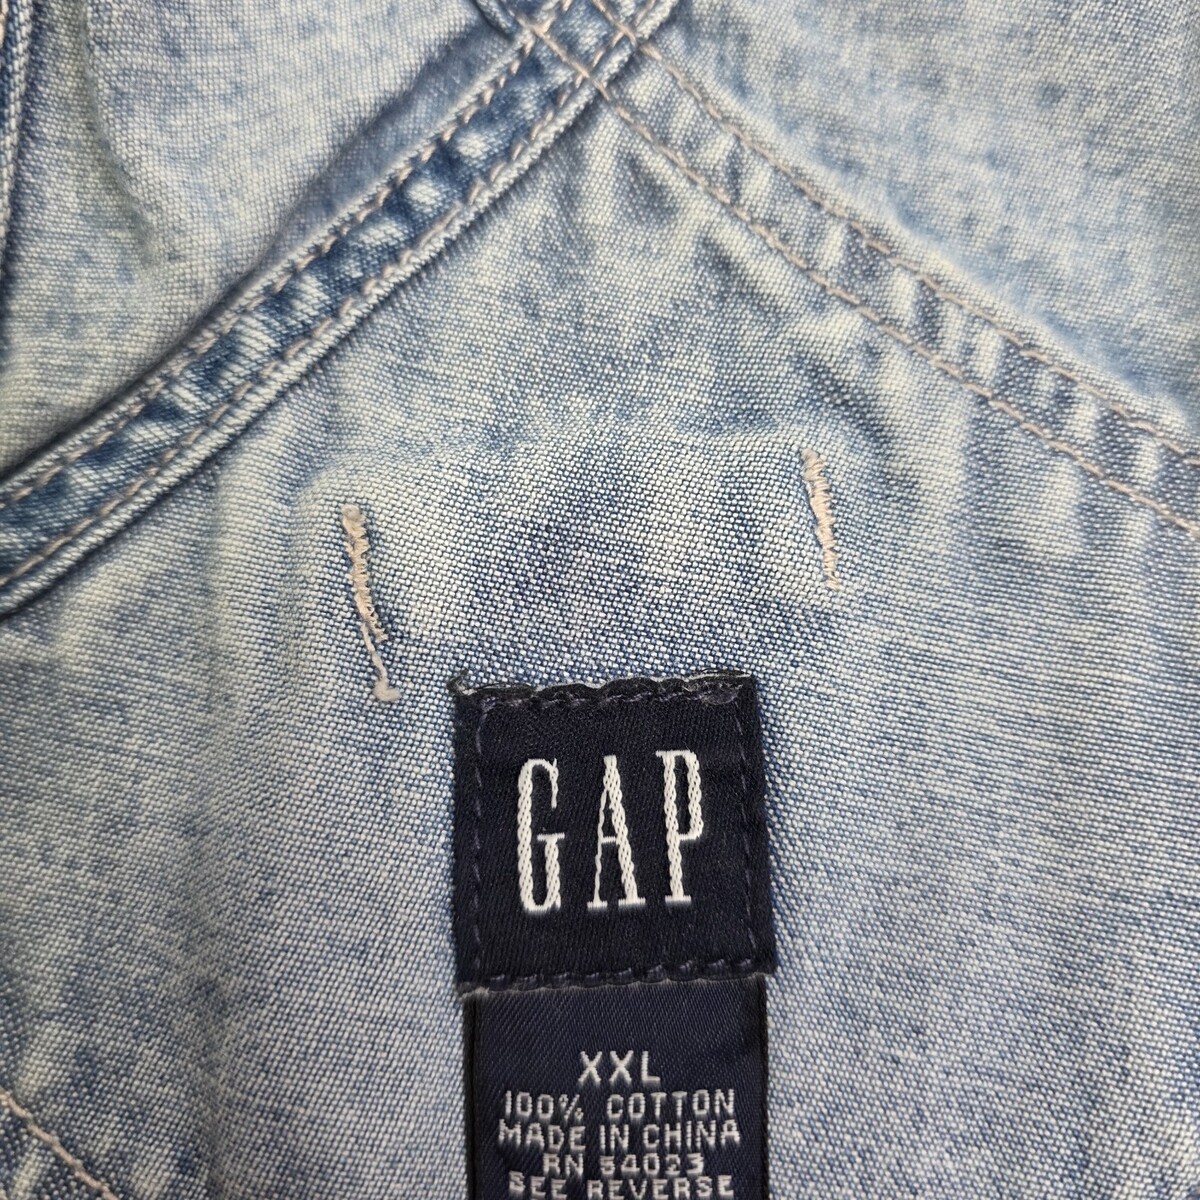 GAP
XXL
100% COTTON
MADE IN CHINA
RN 54023
SEE REVERSE